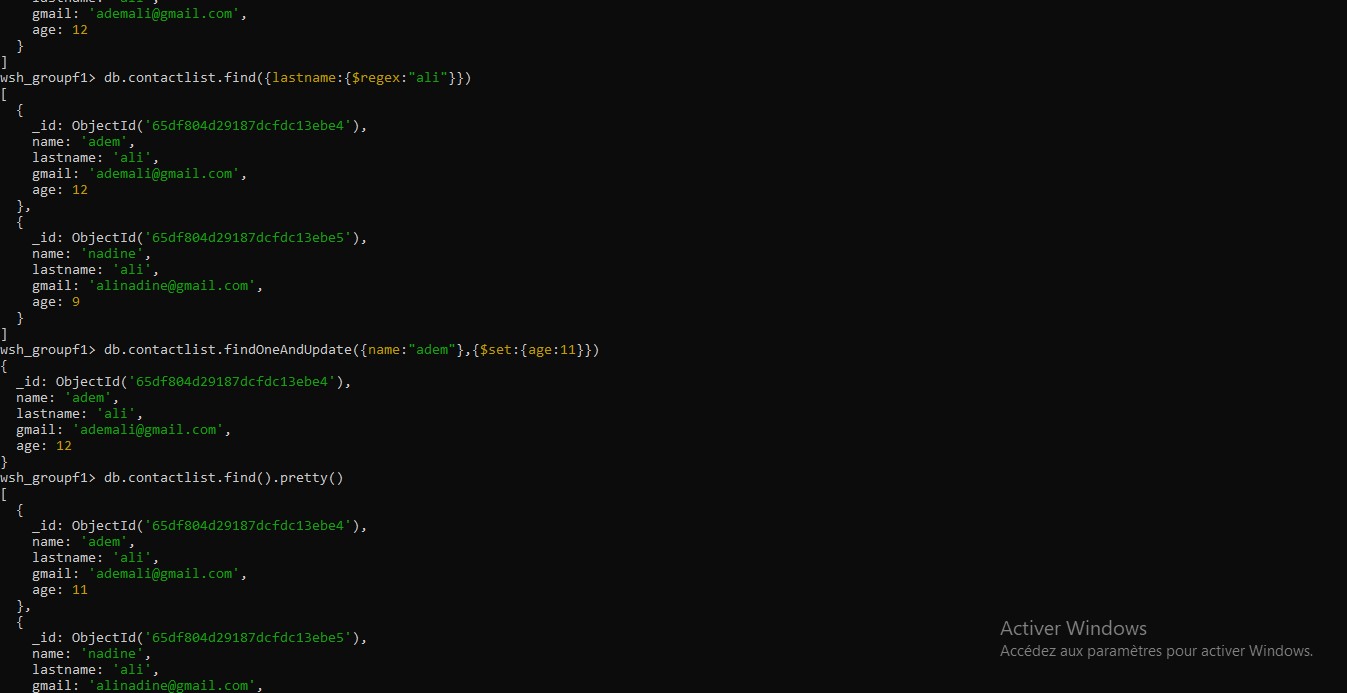 gmail: 'ademali@gmail.com',
age: 12
}
]
wsh_groupf1> db.contactlist.find({lastname:{$regex:"ali"}})
[
{
_id: ObjectId('65df804d29187dcfdc13ebe4'),
name: 'adem',
lastname: 'ali',
gmail: 'ademali@gmail.com',
age: 12
},
{
_id: ObjectId('65df804d29187dcfdc13ebe5'),
name: 'nadine',
lastname: 'ali',
gmail: 'alinadine@gmail.com',
age: 9
}
]
wsh_groupf1> db.contactlist.findOneAndUpdate({name:"adem"},{$set:{age:11}})
{
_id: ObjectId('65df804d29187dcfdc13ebe4'),
name: 'adem',
lastname: 'ali',
gmail: 'ademali@gmail.com',
age: 12
}
wsh_groupf1> db.contactlist.find().pretty()
[
{
_id: ObjectId('65df804d29187dcfdc13ebe4'),
name: 'adem',
lastname: 'ali',
gmail: 'ademali@gmail.com',
age: 11
},
{
_id: ObjectId('65df804d29187dcfdc13ebe5'),
name: 'nadine',
lastname: 'ali',
gmail: 'alinadine@gmail.com',
Activer Windows
Accédez aux paramètres pour activer Windows.